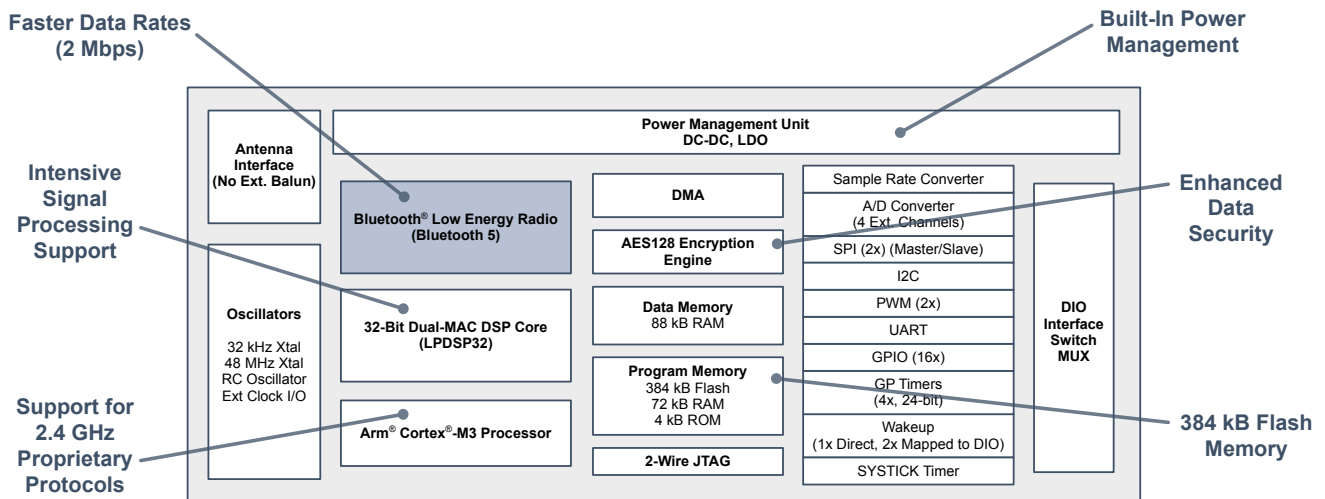 Faster Data Rates
(2 Mbps)
Built-In Power
Management
Antenna
Interface
(No Ext. Balun)
Power Management Unit
DC-DC, LDO
Intensive
Signal
Processing
Support
Bluetooth® Low Energy Radio
(Bluetooth 5)
DMA
AES128 Encryption
Engine
Sample Rate Converter
A/D Converter
(4 Ext. Channels)
SPI (2x) (Master/Slave)
I2C
PWM (2x)
UART
GPIO (16x)
GP Timers
(4x, 24-bit)
Wakeup
(1x Direct, 2x Mapped to DIO)
SYSTICK Timer
Enhanced
Data
Security
Oscillators
32 kHz Xtal
48 MHz Xtal
RC Oscillator
Ext Clock I/O
32-Bit Dual-MAC DSP Core
(LPDSP32)
Data Memory
88 kB RAM
DIO
Interface
Switch
MUX
Program Memory
384 kB Flash
72 kB RAM
4 kB ROM
Support for
2.4 GHz
Proprietary
Protocols
Arm® Cortex®-M3 Processor
2-Wire JTAG
384 kB Flash
Memory